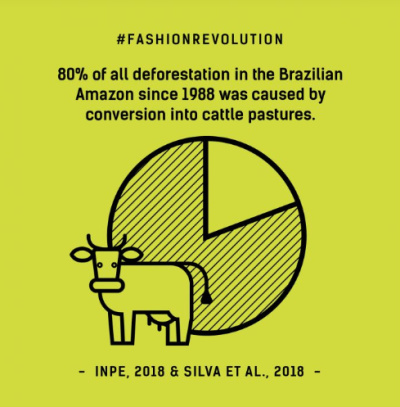 #FASHIONREVOLUTION
80% of all deforestation in the Brazilian
Amazon since 1988 was caused by
conversion into cattle pastures.
- INPE, 2018 & SILVA ET AL., 2018 -